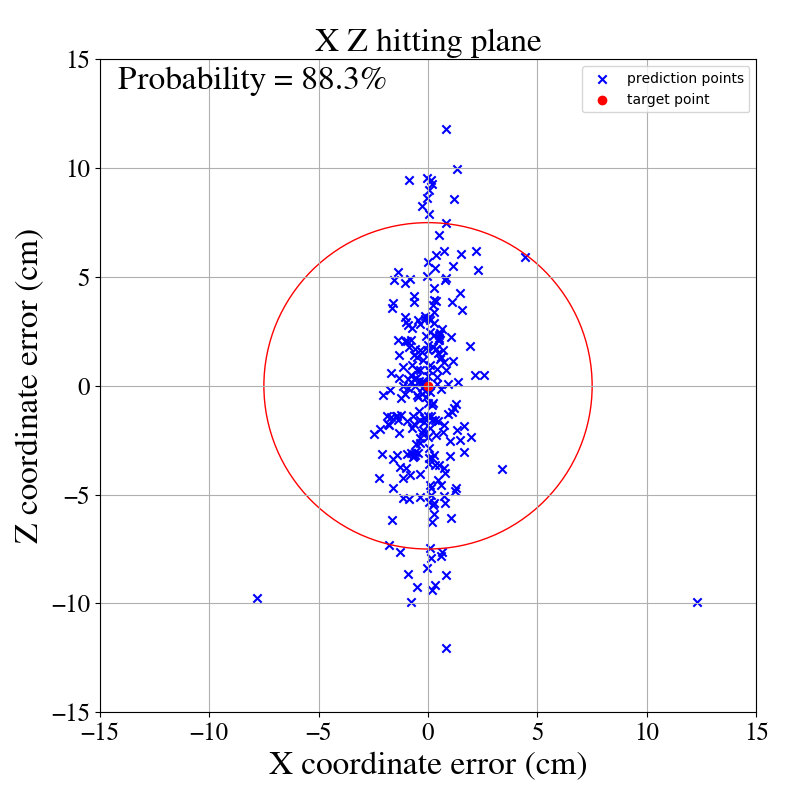 X Z hitting plane
Probability = 88.3%
prediction points
target point
15
10
5
0
−5
−10
−15
Z coordinate error (cm)
−15
−10
−5
0
5
10
15
X coordinate error (cm)